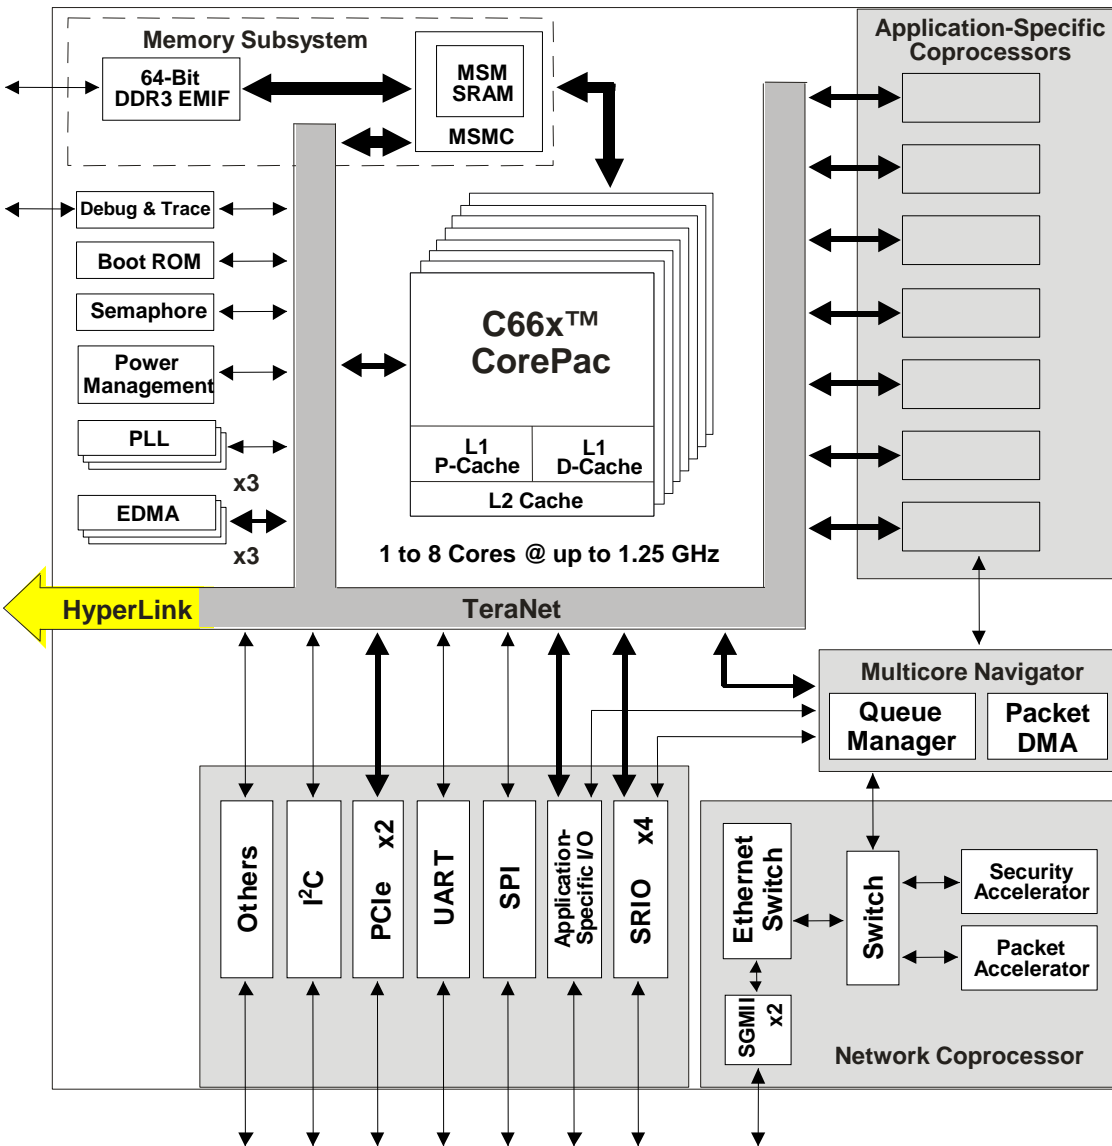 Memory Subsystem
64-Bit
DDR3 EMIF
MSM
SRAM
MSMC
Application-Specific
Coprocessors
Debug & Trace
Boot ROM
Semaphore
Power
Management
PLL
x3
EDMA
x3
C66x™
CorePac
L1
P-Cache
L1
D-Cache
L2 Cache
1 to 8 Cores @ up to 1.25 GHz
HyperLink
TeraNet
Multicore Navigator
Queue
Manager
Packet
DMA
Others
I²C
PCIe x2
UART
SPI
Application-
Specific I/O
SRIO x4
Ethernet
Switch
Switch
Security
Accelerator
Packet
Accelerator
SGMII x2
Network Coprocessor